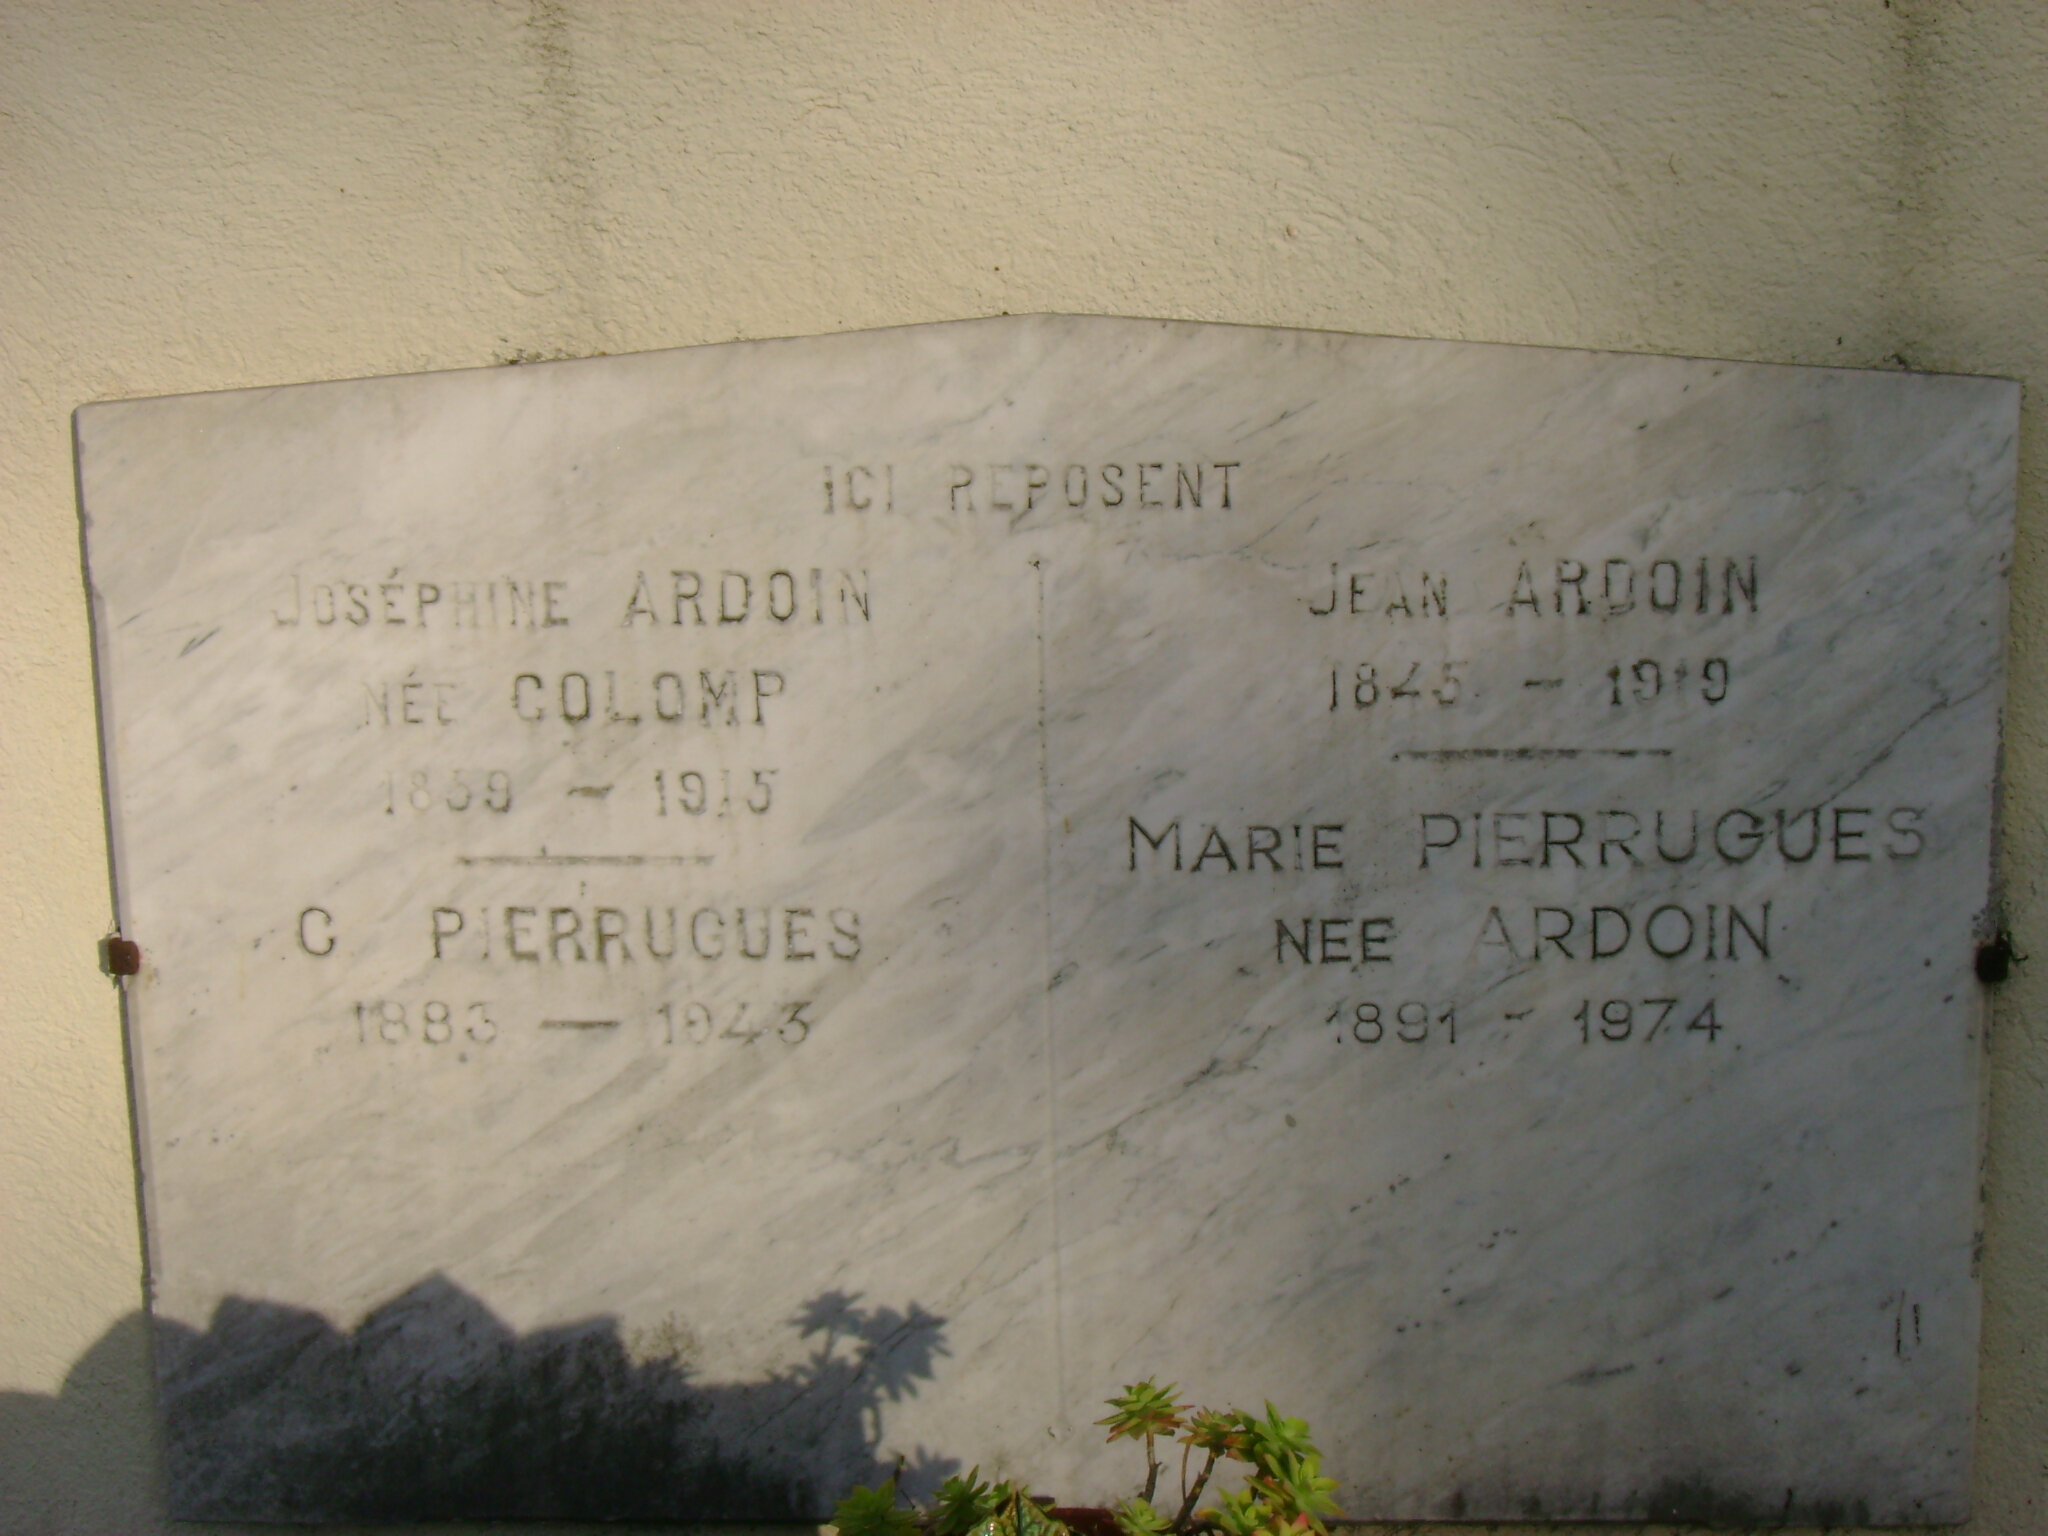 ICI REPOSENT
JOSÉPHINE ARDOIN
NÉE COLOMP
1859 - 1915
C. PIERRUGUES
1883 - 1943
JEAN ARDOIN
1845 - 1919
MARIE PIERRUGUES
NEE ARDOIN
1891 - 1974